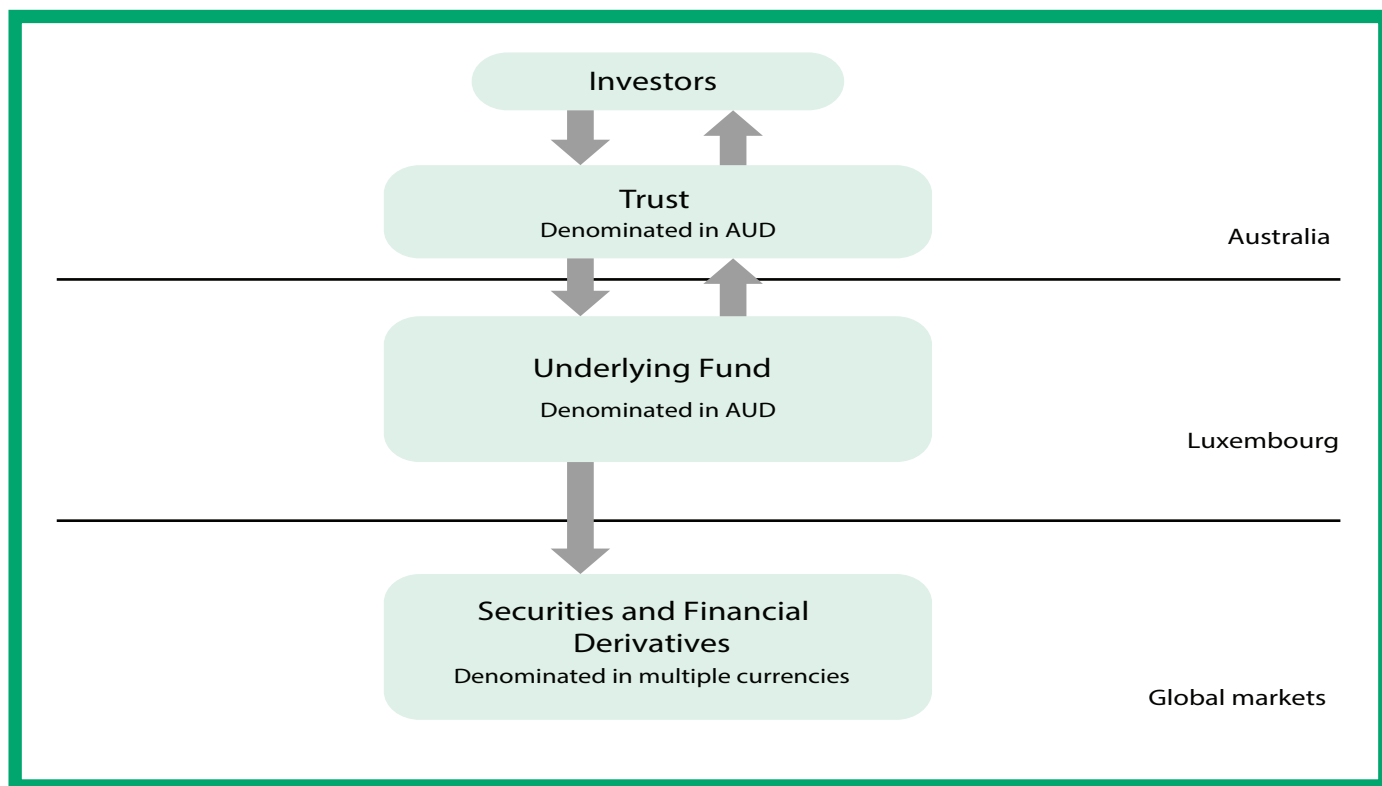 Investors
Trust
Denominated in AUD
Australia
Underlying Fund
Denominated in AUD
Luxembourg
Securities and Financial
Derivatives
Denominated in multiple currencies
Global markets